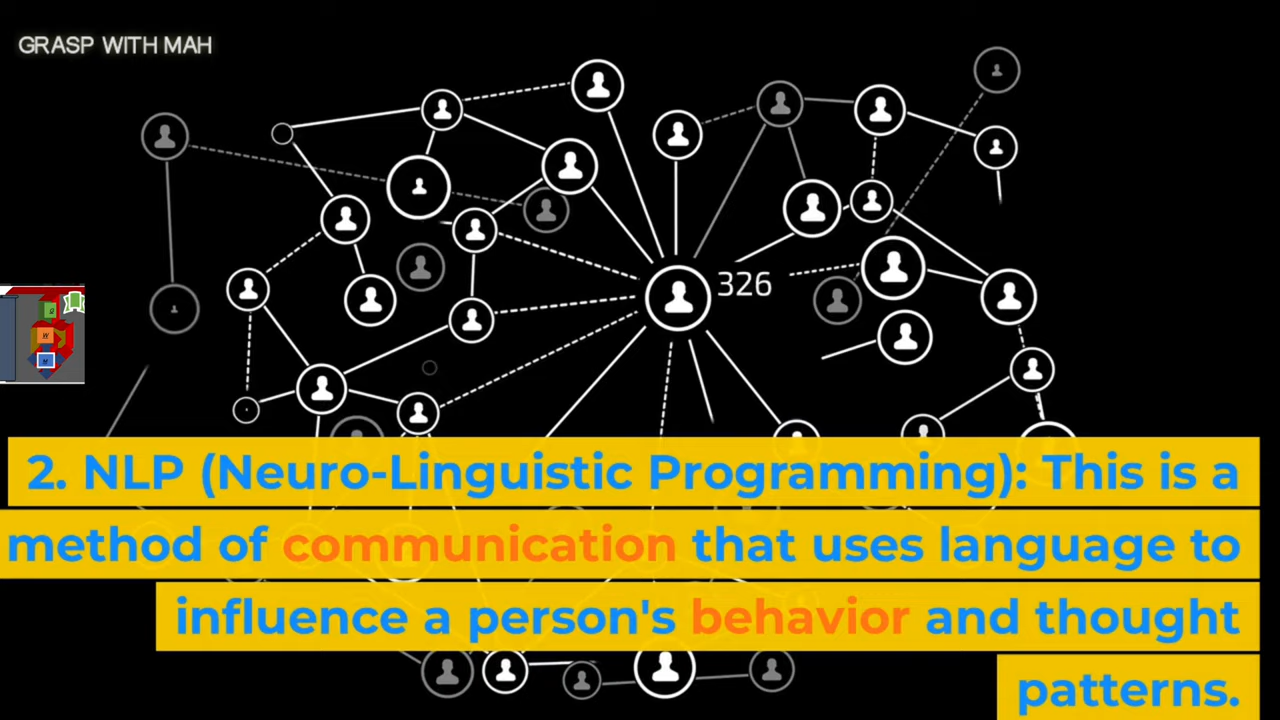 GRASP WITH MAH
326
2. NLP (Neuro-Linguistic Programming): This is a
method of communication that uses language to
influence a person's behavior and thought
patterns.